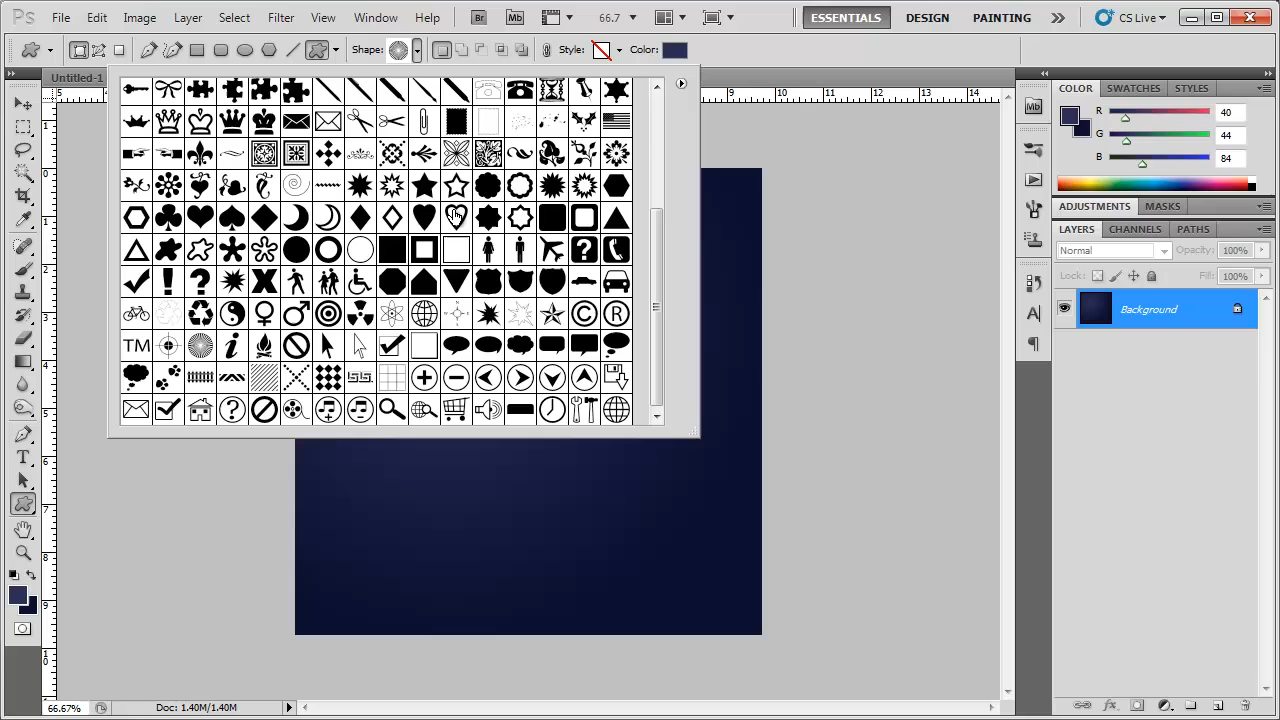 Ps File Edit Image Layer Select Filter View Window Help Br Mb 66.7 ESSENTIALS DESIGN PAINTING CS Live
Shape: Style: Color:
Untitled-1
COLOR SWATCHES STYLES
R 40
G 44
B 84
ADJUSTMENTS MASKS
LAYERS CHANNELS PATHS
Normal Opacity: 100%
Lock: Fill: 100%
Background
TM
66.67% Doc: 1.40M/1.40M